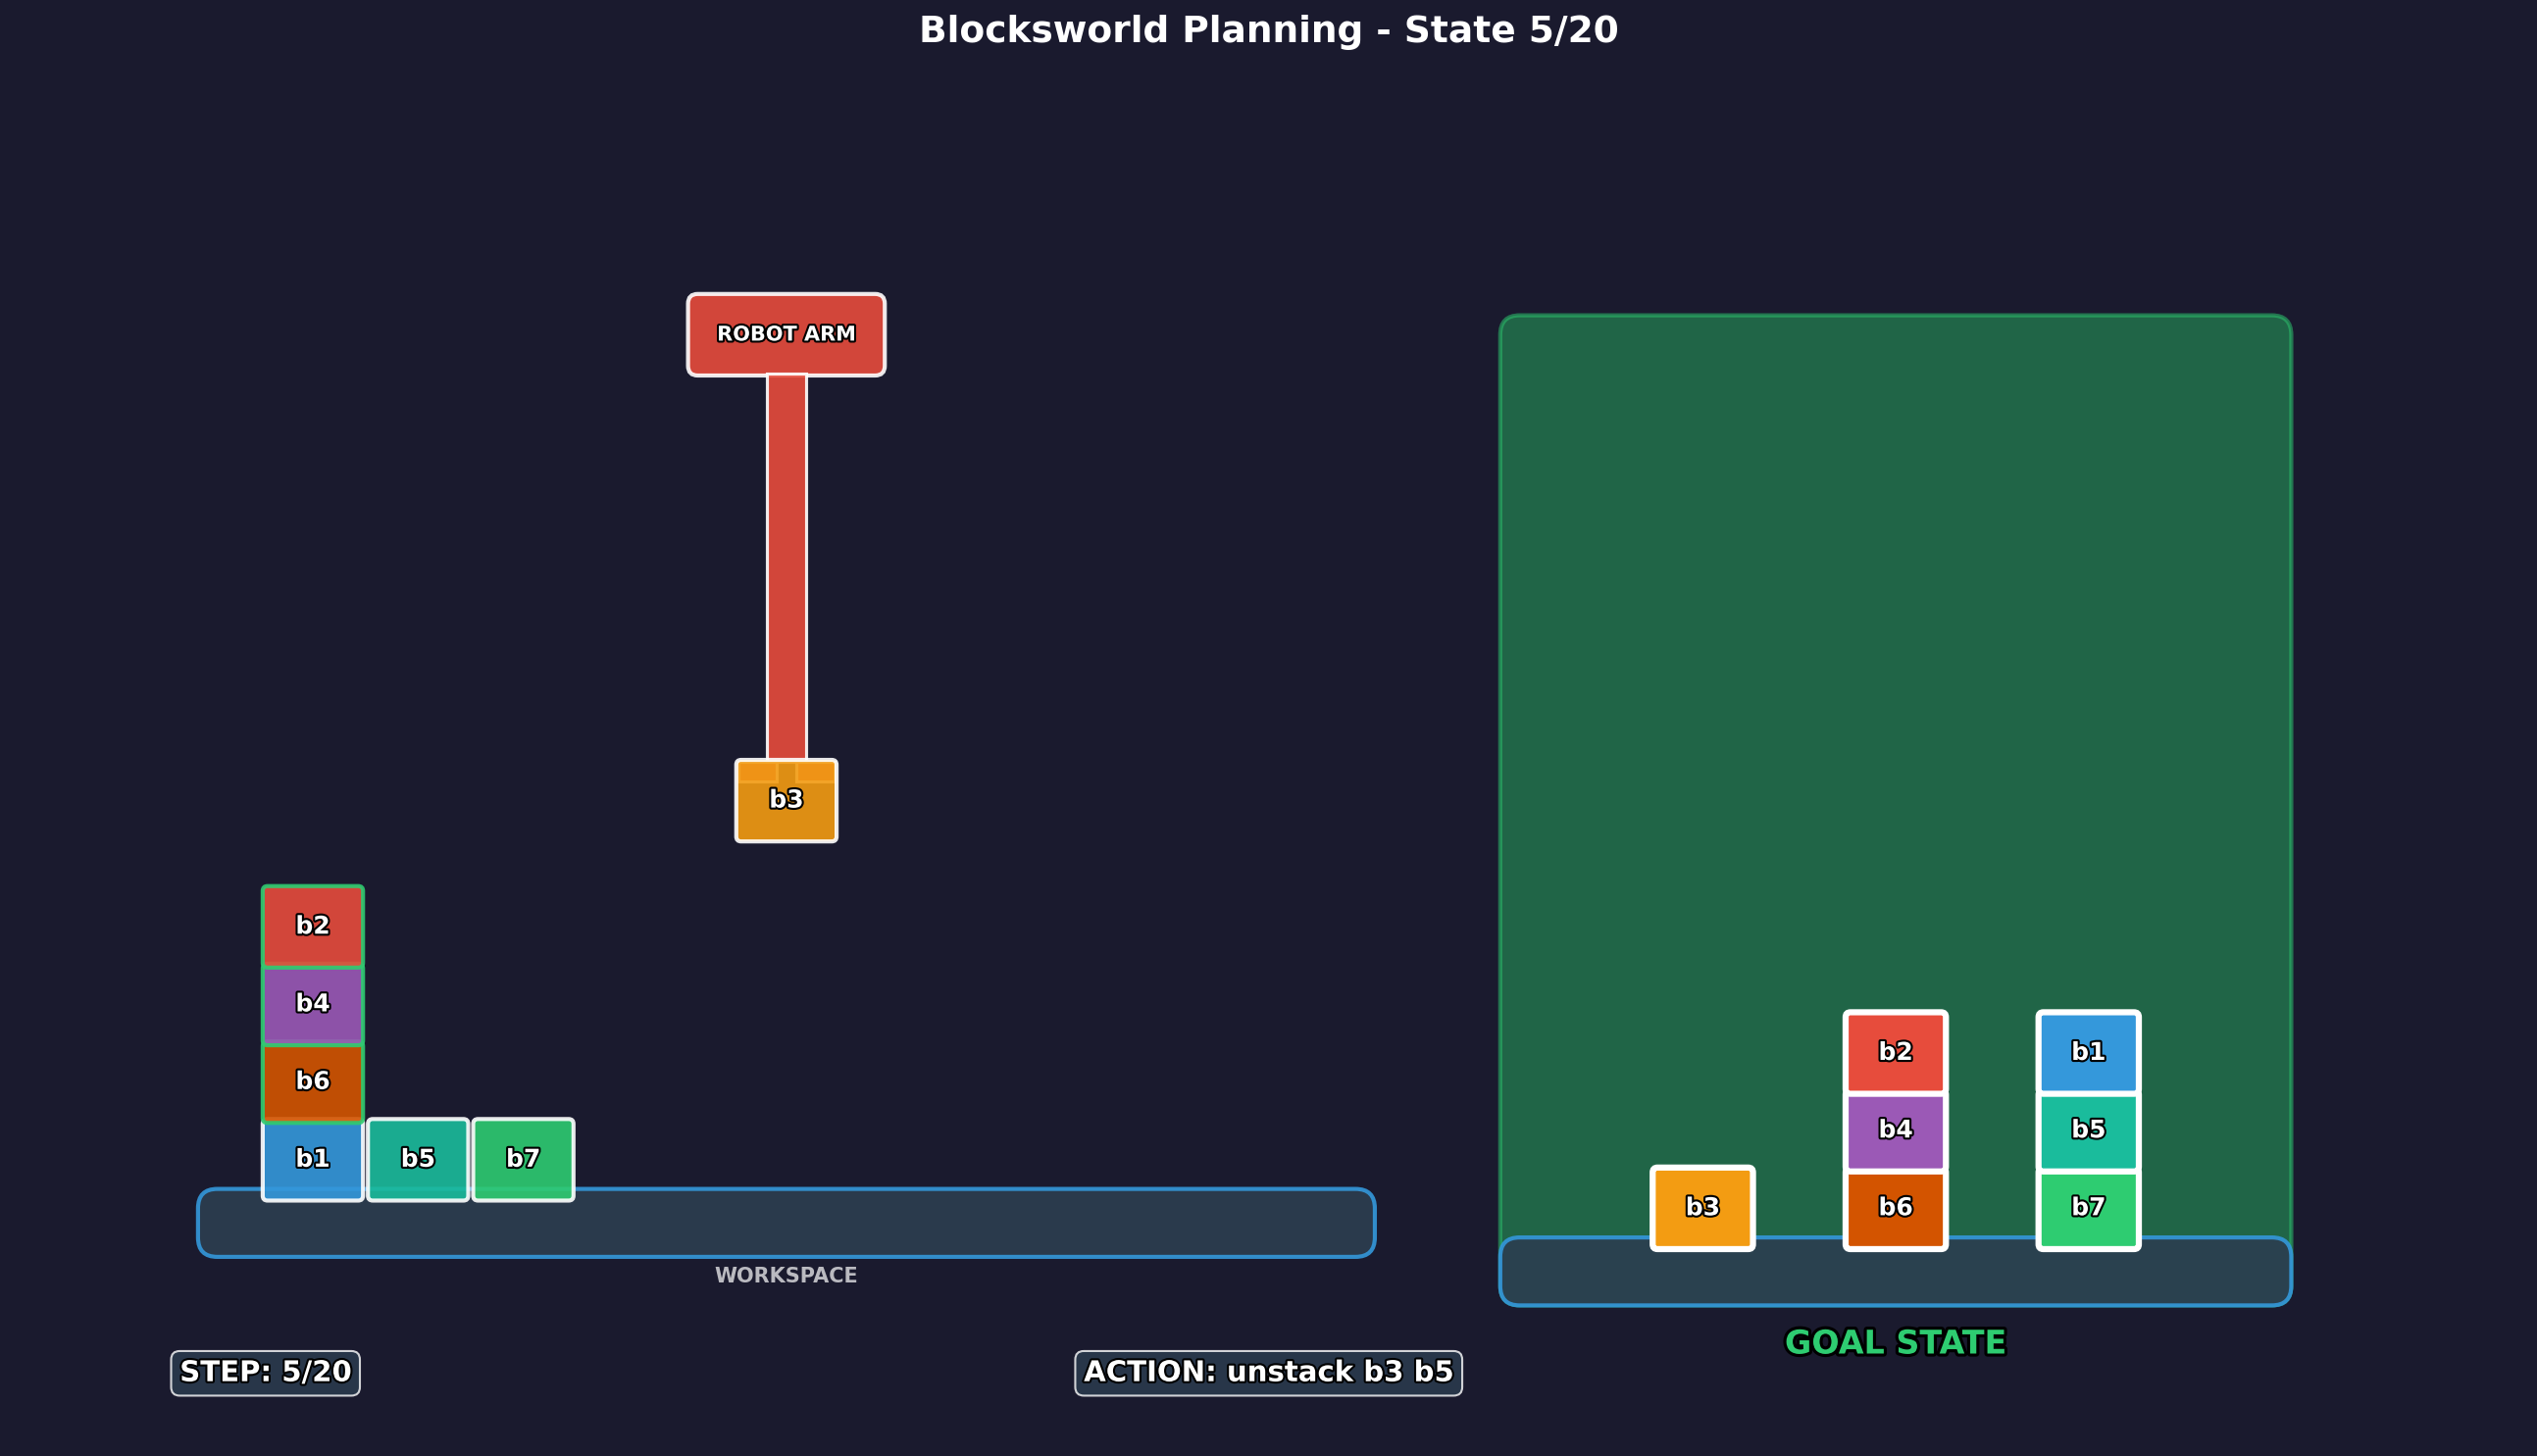 Blocksworld Planning - State 5/20
ROBOT ARM
b3
b2
b4
b6
b1 b5 b7
WORKSPACE
b2 b1
b4 b5
b3 b6 b7
GOAL STATE
STEP: 5/20
ACTION: unstack b3 b5